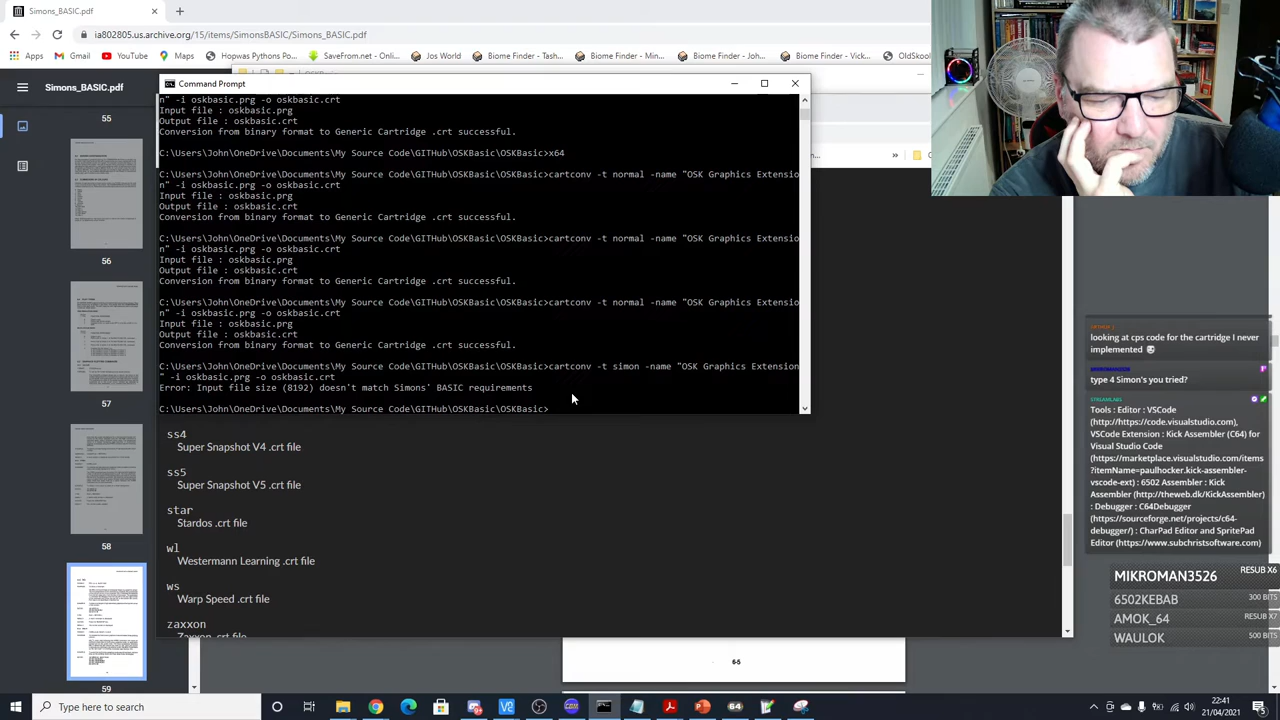 Simons_BASIC.pdf
ia802805.us.archive.org/15/items/SimonsBASIC/Si
df
Apps
Gmail
YouTube
SaveFrometnet - Onli...
Jos World
Biome Finder -
Biome Finder - Min...
Biome Finder - Min...
Biome Finder - Viv...
OldSkool
Simons_BASIC.pdf
55
56
57
58
59
Command Prompt
n" -i oskbasic.prg -o oskbasic.crt
Input file : oskbasic.prg
Output file : oskbasic.crt
Conversion from binary format to Generic Cartridge .crt successful.
C:\Users\John\OneDrive\Documents\My Source Code\GITHub\OSKBasic\OSKBasic>x64
C:\Users\John\OneDrive\Documents\My Source Code\GITHub\OSKBasic\OSKBasic>cartconv -t normal -name "OSK Graphics Extensio
n" -i oskbasic.prg -o oskbasic.crt
Input file : oskbasic.prg
Output file : oskbasic.crt
Conversion from binary format to Generic Cartridge .crt successful.
C:\Users\John\OneDrive\Documents\My Source Code\GITHub\OSKBasic\OSKBasic>cartconv -t normal -name "OSK Graphics Extensio
n" -i oskbasic.prg -o oskbasic.crt
Input file : oskbasic.prg
Output file : oskbasic.crt
Conversion from binary format to Generic Cartridge .crt successful.
C:\Users\John\OneDrive\Documents\My Source Code\GITHub\OSKBasic\OSKBasic>cartconv -t normal -name "OSK Graphics Extensio
n" -i oskbasic.prg -o oskbasic.crt
Input file : oskbasic.prg
Output file : oskbasic.crt
Conversion from binary format to Generic Cartridge .crt successful.
C:\Users\John\OneDrive\Documents\My Source Code\GITHub\OSKBasic\OSKBasic>cartconv -t simon -name "OSK Graphics Extension
" -i oskbasic.prg -o oskbasic.crt
Error: Input file size (8192) doesn't match Simons' BASIC requirements
C:\Users\John\OneDrive\Documents\My Source Code\GITHub\OSKBasic\OSKBasic>
ss4
Super Snapshot V4 .crt file
ss5
Super Snapshot V5 .crt file
star
Stardos .crt file
wl
Westermann Learning .crt file
ws
Warp Speed .crt file
zaxxon
6-5
looking at cps code for the cartridge I never
implemented
type 4 Simon's you tried?
Tools : Editor : VSCode
(http://https://code.visualstudio.com),
VSCode Extension : Kick Assembler (C64) for
Visual Studio Code
(https://marketplace.visualstudio.com/items
?itemName=paulhocker.kick-assembler-
vscode-ext) : 6502 Assembler : Kick
Assembler (http://theweb.dk/KickAssembler)
: Debugger : C64Debugger
(https://sourceforge.net/projects/c64-
debugger/) : CharPad Editor and SpritePad
Editor (https://www.subchristsoftware.com)
MIKROMAN3526 RESUB X6
6502KEBAB 300 BITS
AMOK_64 RESUB X7
WAULOK 500 BITS
Type here to search
22:41
21/04/2021